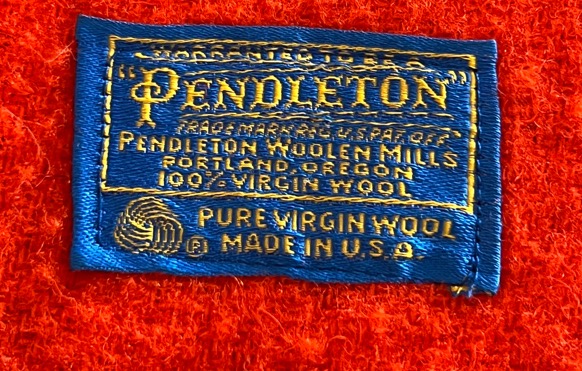 WARRANTED TO BE A
"PENDLETON"
TRADE MARK REG. U.S. PAT. OFF.
PENDLETON WOOLEN MILLS
PORTLAND, OREGON
100% VIRGIN WOOL
PURE VIRGIN WOOL
® MADE IN U.S.A.